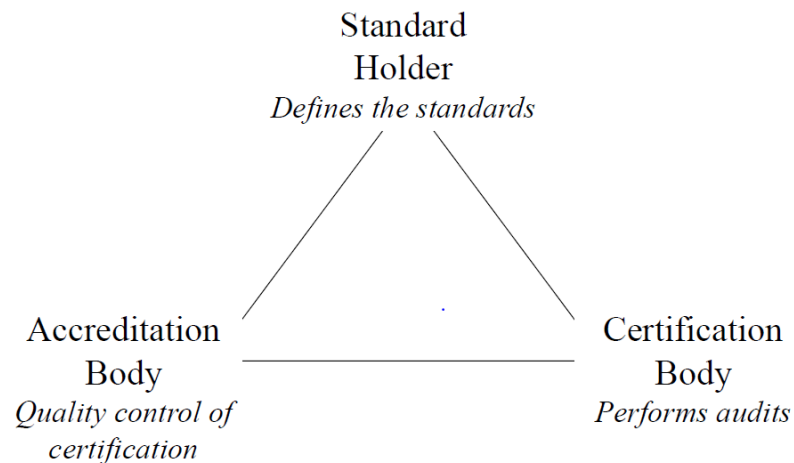 Standard
Holder
Defines the standards
Accreditation
Body
Quality control of
certification
Certification
Body
Performs audits